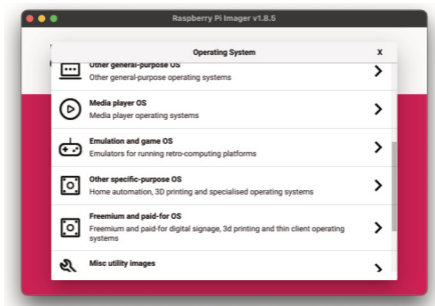 Raspberry Pi Imager v1.8.5
Operating System
X
Other general-purpose OS
Other general-purpose operating systems
Media player OS
Media player operating systems
Emulation and game OS
Emulators for running retro-computing platforms
Other specific-purpose OS
Home automation, 3D printing and specialised operating systems
Freemium and paid-for OS
Freemium and paid-for digital signage, 3d printing and thin client operating
systems
Misc utility images